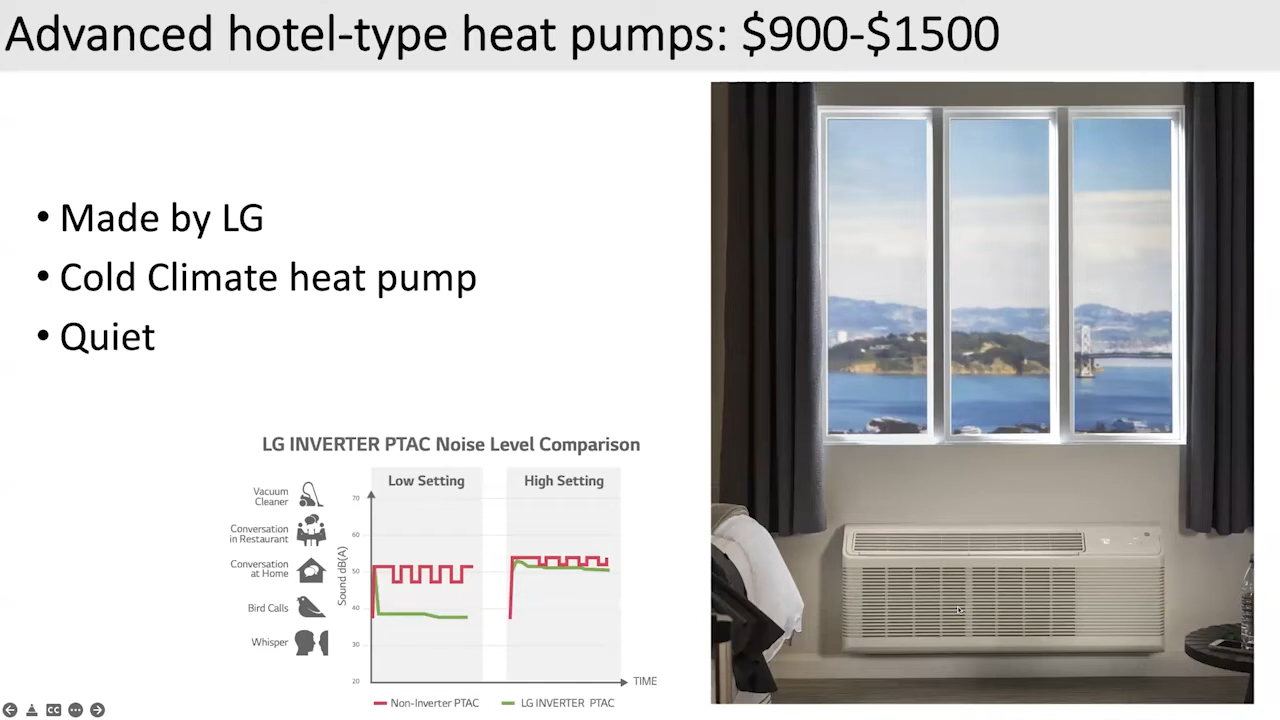 Advanced hotel-type heat pumps: $900-$1500
• Made by LG
• Cold Climate heat pump
• Quiet
LG INVERTER PTAC Noise Level Comparison
Low Setting
High Setting
Vacuum
Cleaner
Conversation
in Restaurant
Conversation
at Home
Bird Calls
Whisper
Sound dB(A)
70
60
50
40
30
20
TIME
Non-Inverter PTAC
LG INVERTER PTAC
CC